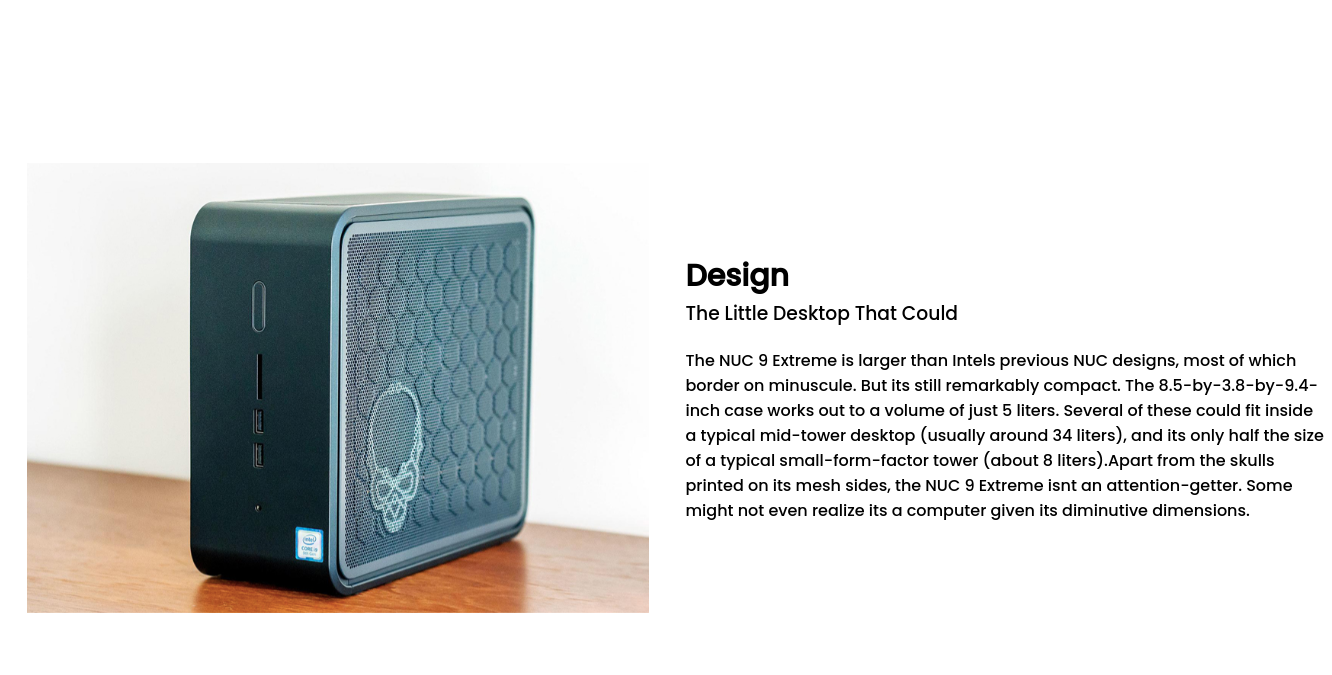 Design
The Little Desktop That Could
The NUC 9 Extreme is larger than Intels previous NUC designs, most of which
border on minuscule. But its still remarkably compact. The 8.5-by-3.8-by-9.4-
inch case works out to a volume of just 5 liters. Several of these could fit inside
a typical mid-tower desktop (usually around 34 liters), and its only half the size
of a typical small-form-factor tower (about 8 liters).Apart from the skulls
printed on its mesh sides, the NUC 9 Extreme isnt an attention-getter. Some
might not even realize its a computer given its diminutive dimensions.
intel
CORE i9